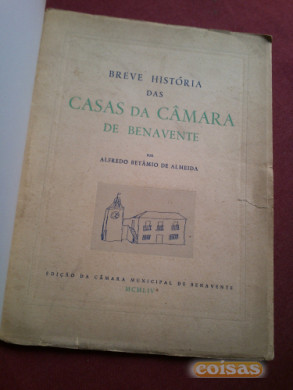 BREVE HISTÓRIA
DAS
CASAS DA CÂMARA
DE BENAVENTE
POR
ALFREDO BETÂMIO DE ALMEIDA
EDIÇÃO DA CÂMARA MUNICIPAL DE BENAVENTE
coisas